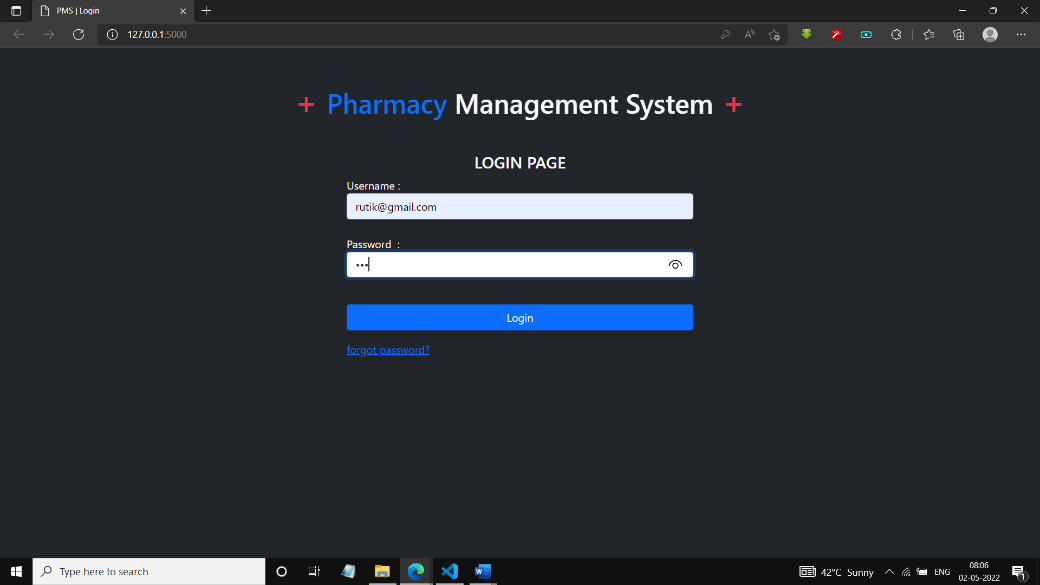 PMS | Login
127.0.0.1:5000
+ Pharmacy Management System +
LOGIN PAGE
Username :
rutik@gmail.com
Password :
•••
Login
forgot password?
Type here to search
42°C Sunny
ENG
08:06
02-05-2022
1